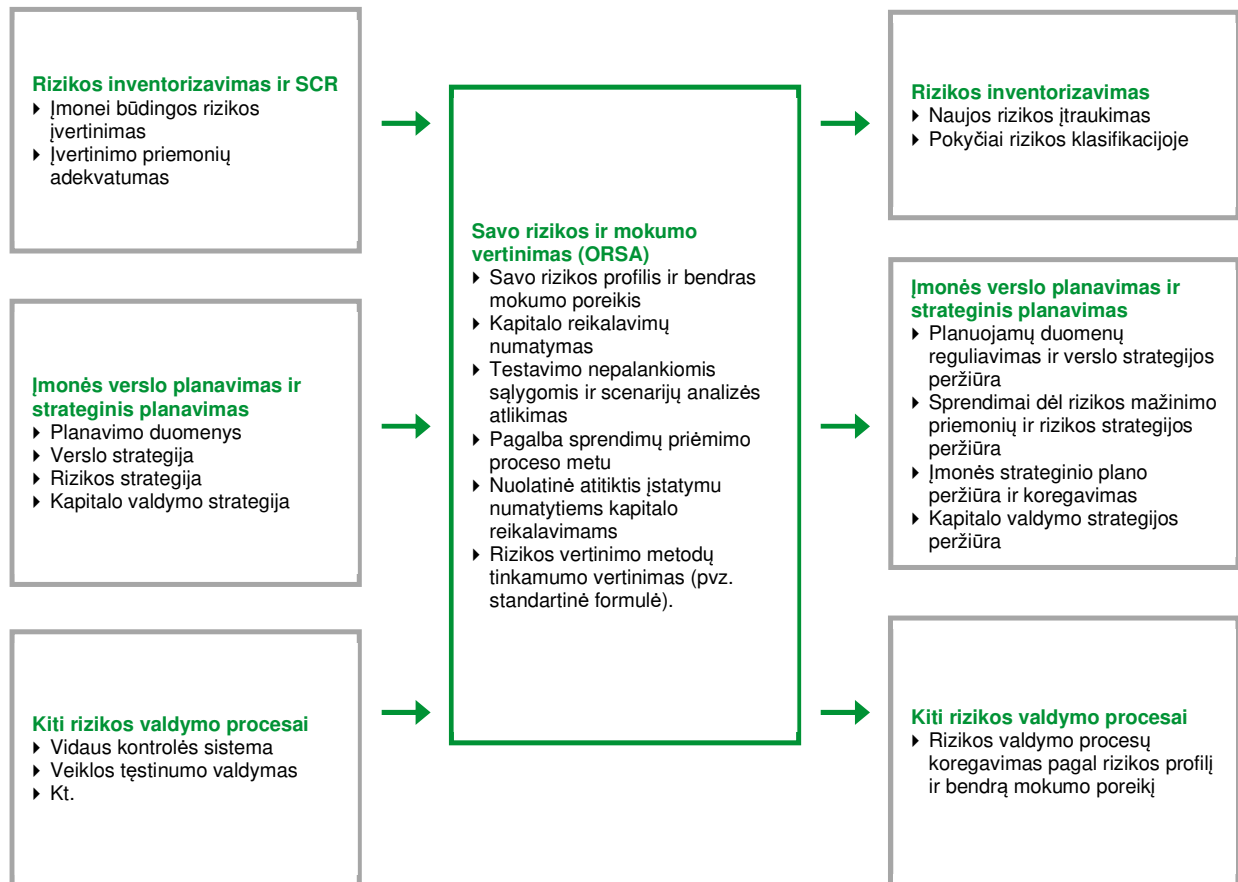 Rizikos inventorizavimas ir SCR
Įmonei būdingos rizikos
įvertinimas
Įvertinimo priemonių
adekvatumas
Įmonės verslo planavimas ir
strateginis planavimas
Planavimo duomenys
Verslo strategija
Rizikos strategija
Kapitalo valdymo strategija
Kiti rizikos valdymo procesai
Vidaus kontrolės sistema
Veiklos tęstinumo valdymas
Kt.
Savo rizikos ir mokumo
vertinimas (ORSA)
Savo rizikos profilis ir bendras
mokumo poreikis
Kapitalo reikalavimų
numatymas
Testavimo nepalankiomis
sąlygomis ir scenarijų analizės
atlikimas
Pagalba sprendimų priėmimo
proceso metu
Nuolatinė atitiktis įstatymu
numatytiems kapitalo
reikalavimams
Rizikos vertinimo metodų
tinkamumo vertinimas (pvz.
standartinė formulė).
Rizikos inventorizavimas
Naujos rizikos įtraukimas
Pokyčiai rizikos klasifikacijoje
Įmonės verslo planavimas ir
strateginis planavimas
Planuojamų duomenų
reguliavimas ir verslo strategijos
peržiūra
Sprendimai dėl rizikos mažinimo
priemonių ir rizikos strategijos
peržiūra
Įmonės strateginio plano
peržiūra ir koregavimas
Kapitalo valdymo strategijos
peržiūra
Kiti rizikos valdymo procesai
Rizikos valdymo procesų
koregavimas pagal rizikos profilį
ir bendrą mokumo poreikį